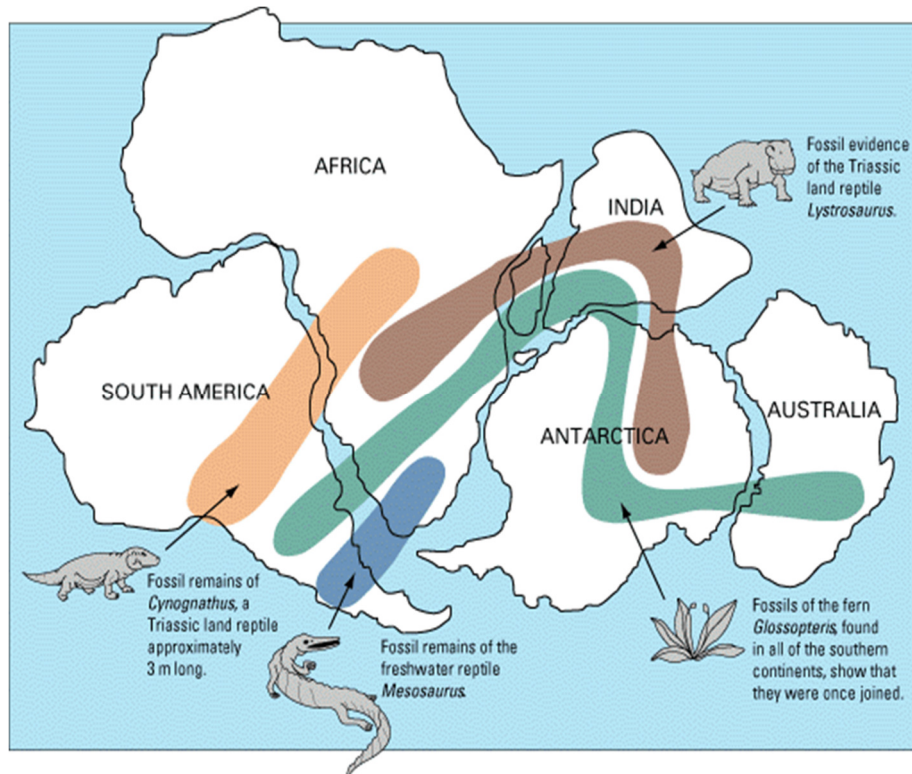 AFRICA
Fossil evidence
of the Triassic
land reptile
Lystrosaurus.
INDIA
SOUTH AMERICA
AUSTRALIA
ANTARCTICA
Fossil remains of
Cynognathus, a
Triassic land reptile
approximately
3 m long.
Fossil remains of the
freshwater reptile
Mesosaurus.
Fossils of the fern
Glossopteris, found
in all of the southern
continents, show that
they were once joined.